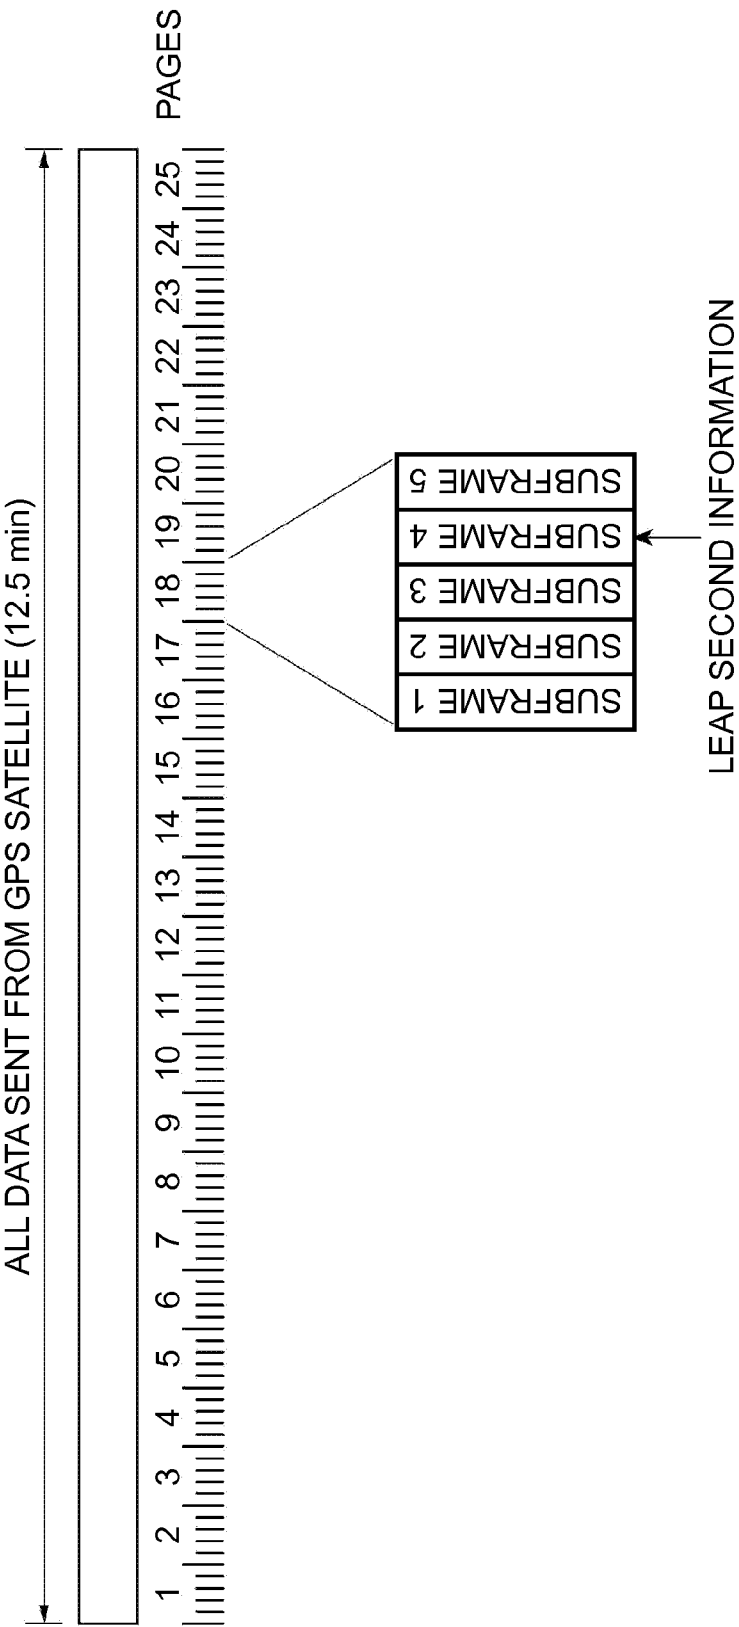 ALL DATA SENT FROM GPS SATELLITE (12.5 min)
1 2 3 4 5 6 7 8 9 10 11 12 13 14 15 16 17 18 19 20 21 22 23 24 25 PAGES
SUBFRAME 1
SUBFRAME 2
SUBFRAME 3
SUBFRAME 4
SUBFRAME 5
LEAP SECOND INFORMATION